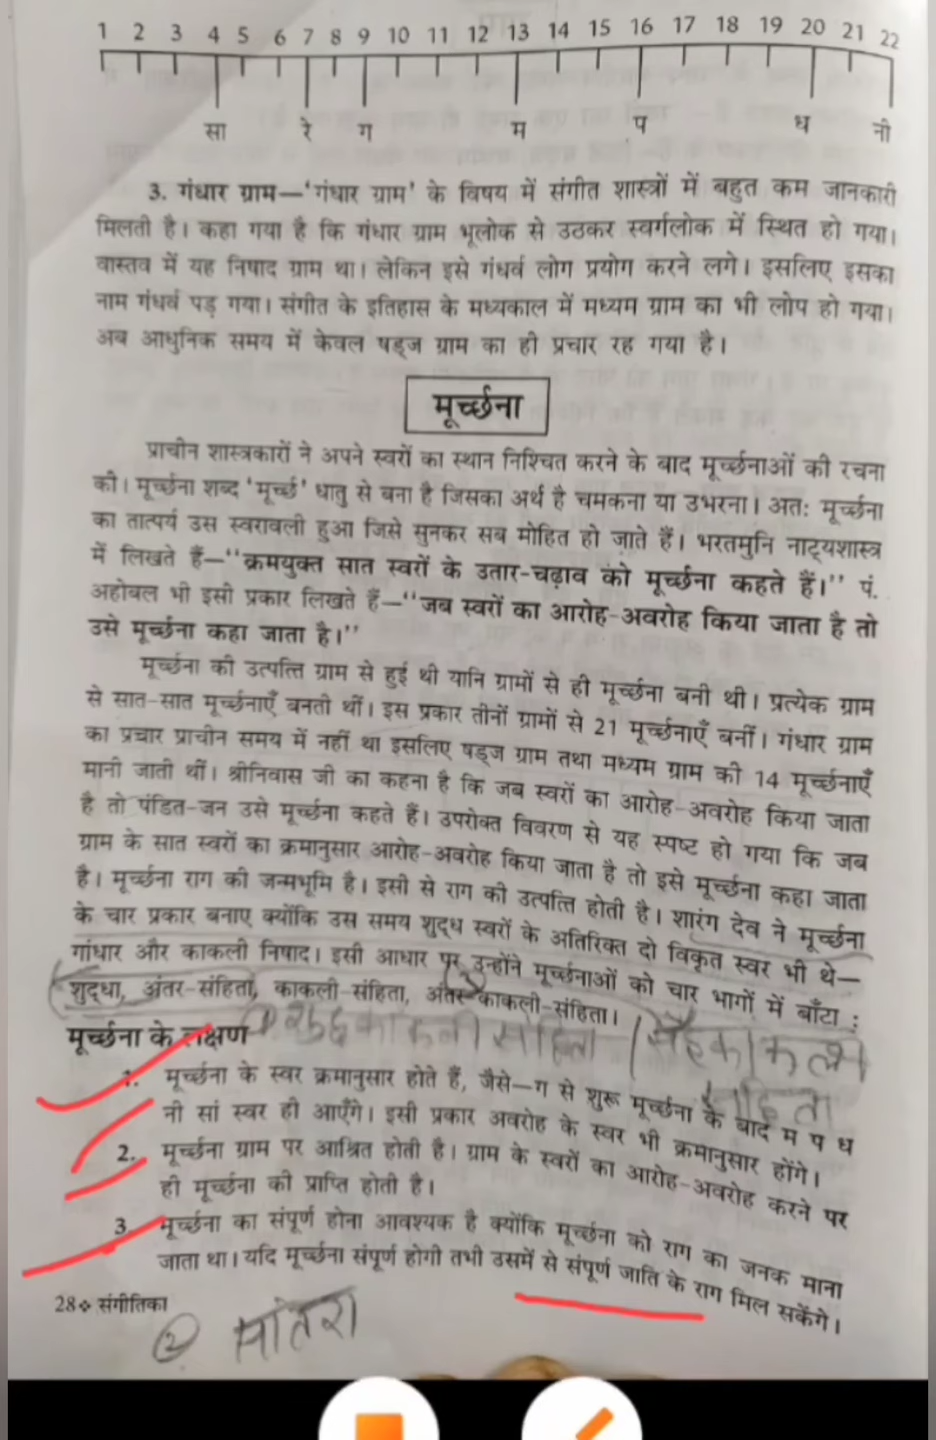 1 2 3 4 5 6 7 8 9 10 11 12 13 14 15 16 17 18 19 20 21 22
सा रे ग म प ध नी
3. गंधार ग्राम—'गंधार ग्राम' के विषय में संगीत शास्त्रों में बहुत कम जानकारी
मिलती है। कहा गया है कि गंधार ग्राम भूलोक से उठकर स्वर्गलोक में स्थित हो गया।
वास्तव में यह निषाद ग्राम था। लेकिन इसे गंधर्व लोग प्रयोग करने लगे। इसलिए इसका
नाम गंधर्व पड़ गया। संगीत के इतिहास के मध्यकाल में मध्यम ग्राम का भी लोप हो गया।
अब आधुनिक समय में केवल षड्ज ग्राम का ही प्रचार रह गया है।
मूर्च्छना
प्राचीन शास्त्रकारों ने अपने स्वरों का स्थान निश्चित करने के बाद मूर्च्छनाओं की रचना
की। मूर्च्छना शब्द 'मूर्च्छ' धातु से बना है जिसका अर्थ है चमकना या उभरना। अतः मूर्च्छना
का तात्पर्य उस स्वरावली हुआ जिसे सुनकर सब मोहित हो जाते हैं। भरतमुनि नाट्यशास्त्र
में लिखते हैं—"क्रमयुक्त सात स्वरों के उतार-चढ़ाव को मूर्च्छना कहते हैं।" पं.
अहोबल भी इसी प्रकार लिखते हैं—"जब स्वरों का आरोह-अवरोह किया जाता है तो
उसे मूर्च्छना कहा जाता है।"
मूर्च्छना की उत्पत्ति ग्राम से हुई थी यानि ग्रामों से ही मूर्च्छना बनी थी। प्रत्येक ग्राम
से सात-सात मूर्च्छनाएँ बनती थीं। इस प्रकार तीनों ग्रामों से 21 मूर्च्छनाएँ बनीं। गंधार ग्राम
का प्रचार प्राचीन समय में नहीं था इसलिए षड्ज ग्राम तथा मध्यम ग्राम की 14 मूर्च्छनाएँ
मानी जाती थीं। श्रीनिवास जी का कहना है कि जब स्वरों का आरोह-अवरोह किया जाता
है तो पंडित-जन उसे मूर्च्छना कहते हैं। उपरोक्त विवरण से यह स्पष्ट हो गया कि जब
ग्राम के सात स्वरों का क्रमानुसार आरोह-अवरोह किया जाता है तो इसे मूर्च्छना कहा जाता
है। मूर्च्छना राग की जन्मभूमि है। इसी से राग की उत्पत्ति होती है। शारंग देव ने मूर्च्छना
के चार प्रकार बनाए क्योंकि उस समय शुद्ध स्वरों के अतिरिक्त दो विकृत स्वर भी थे—
गांधार और काकली निषाद। इसी आधार पर उन्होंने मूर्च्छनाओं को चार भागों में बाँटा :
शुद्धा, अंतर-संहिता, काकली-संहिता, अंतर काकली-संहिता।
मूर्च्छना के लक्षण
1. मूर्च्छना के स्वर क्रमानुसार होते हैं, जैसे—ग से शुरू मूर्च्छना के बाद म प ध
नी सां स्वर ही आएँगे। इसी प्रकार अवरोह के स्वर भी क्रमानुसार होंगे।
2. मूर्च्छना ग्राम पर आश्रित होती है। ग्राम के स्वरों का आरोह-अवरोह करने पर
ही मूर्च्छना की प्राप्ति होती है।
3. मूर्च्छना का संपूर्ण होना आवश्यक है क्योंकि मूर्च्छना को राग का जनक माना
जाता था। यदि मूर्च्छना संपूर्ण होगी तभी उसमें से संपूर्ण जाति के राग मिल सकेंगे।
28❖ संगीतिका